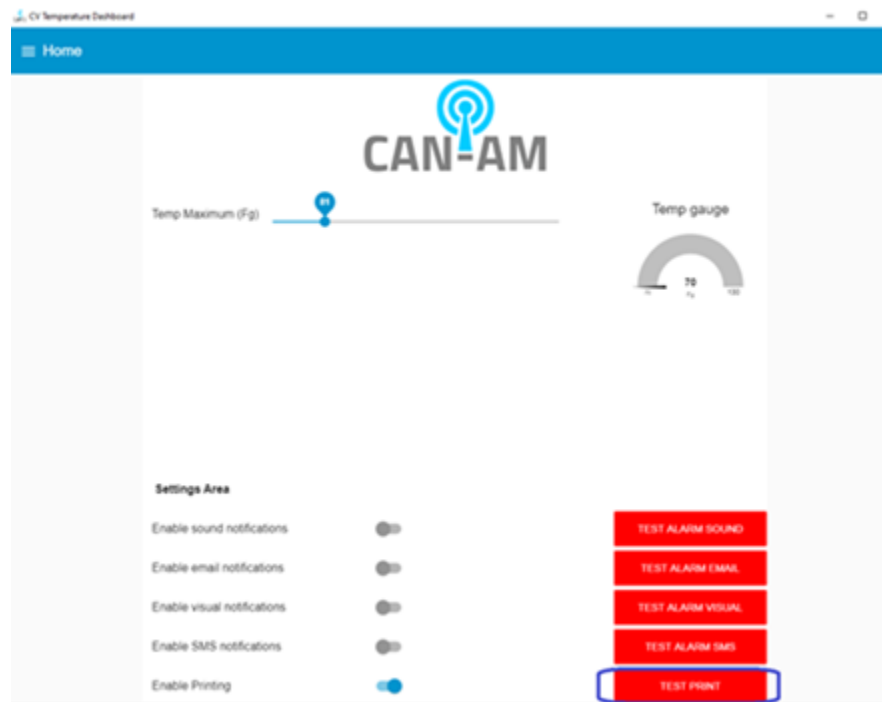 CV Temperature Dashboard
Home
CAN-AM
Temp Maximum (Fg)
Temp gauge
70
130
Settings Area
Enable sound notifications
TEST ALARM SOUND
Enable email notifications
TEST ALARM EMAIL
Enable visual notifications
TEST ALARM VISUAL
Enable SMS notifications
TEST ALARM SMS
Enable Printing
TEST PRINT